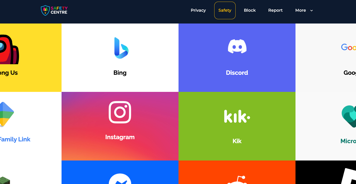 SAFETY
CENTRE
Privacy
Safety
Block
Report
More
ong Us
Bing
Discord
Goo
Family Link
Instagram
kik
Kik
Micro